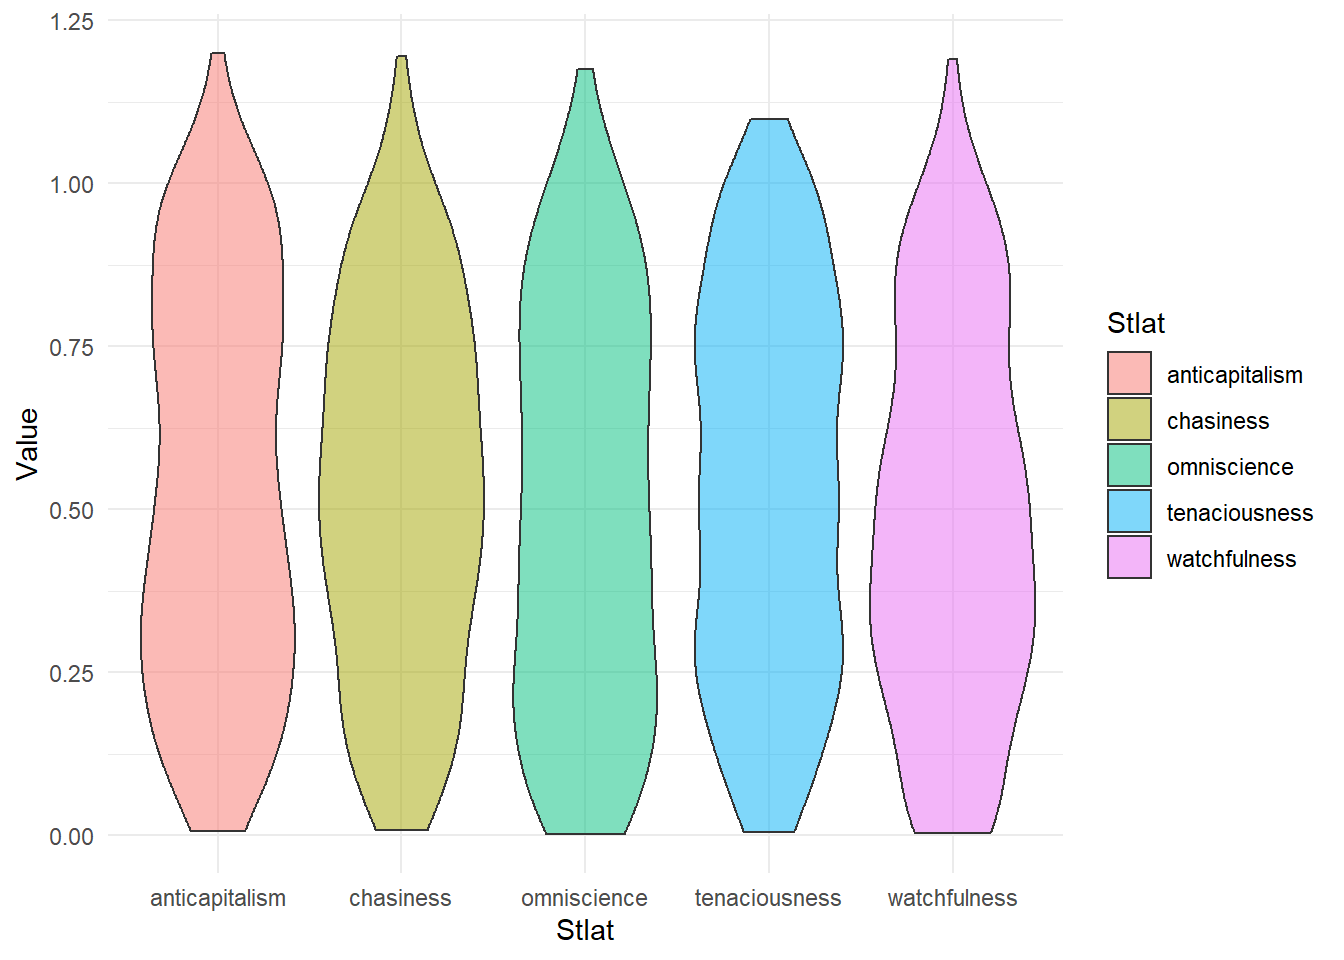 1.25
1.00
0.75
0.50
0.25
0.00
Value
anticapitalism
chasiness
omniscience
tenaciousness
watchfulness
Stlat
Stlat
anticapitalism
chasiness
omniscience
tenaciousness
watchfulness